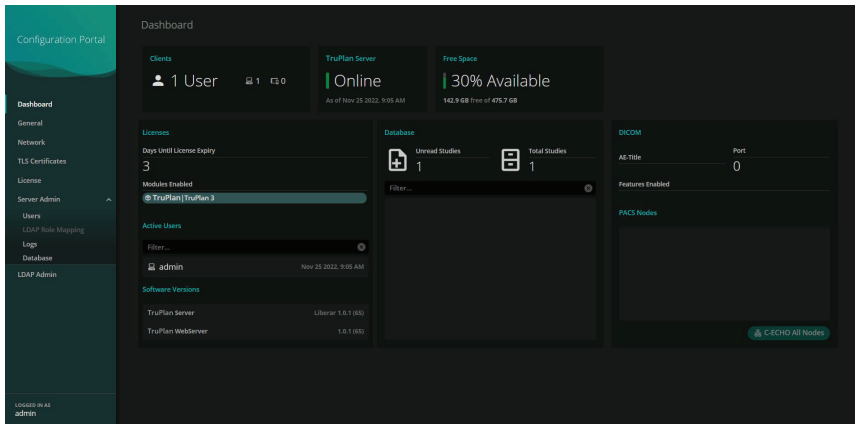 Configuration Portal
Dashboard
General
Network
TLS Certificates
License
Server Admin
Users
LDAP Role Mapping
Logs
Database
LDAP Admin
LOGGED IN AS
admin
Dashboard
Clients
1 User
1
0
TruPlan Server
Online
As of Nov 25 2022, 9:05 AM
Free Space
30% Available
142.9 GB free of 475.7 GB
Licenses
Days Until License Expiry
3
Modules Enabled
TruPlan|TruPlan 3
Active Users
Filter...
admin Nov 25 2022, 9:05 AM
Software Versions
TruPlan Server Liberar 1.0.1 (65)
TruPlan WebServer 1.0.1 (65)
Database
Unread Studies
1
Total Studies
1
Filter...
DICOM
AE-Title
Port
0
Features Enabled
PACS Nodes
C-ECHO All Nodes